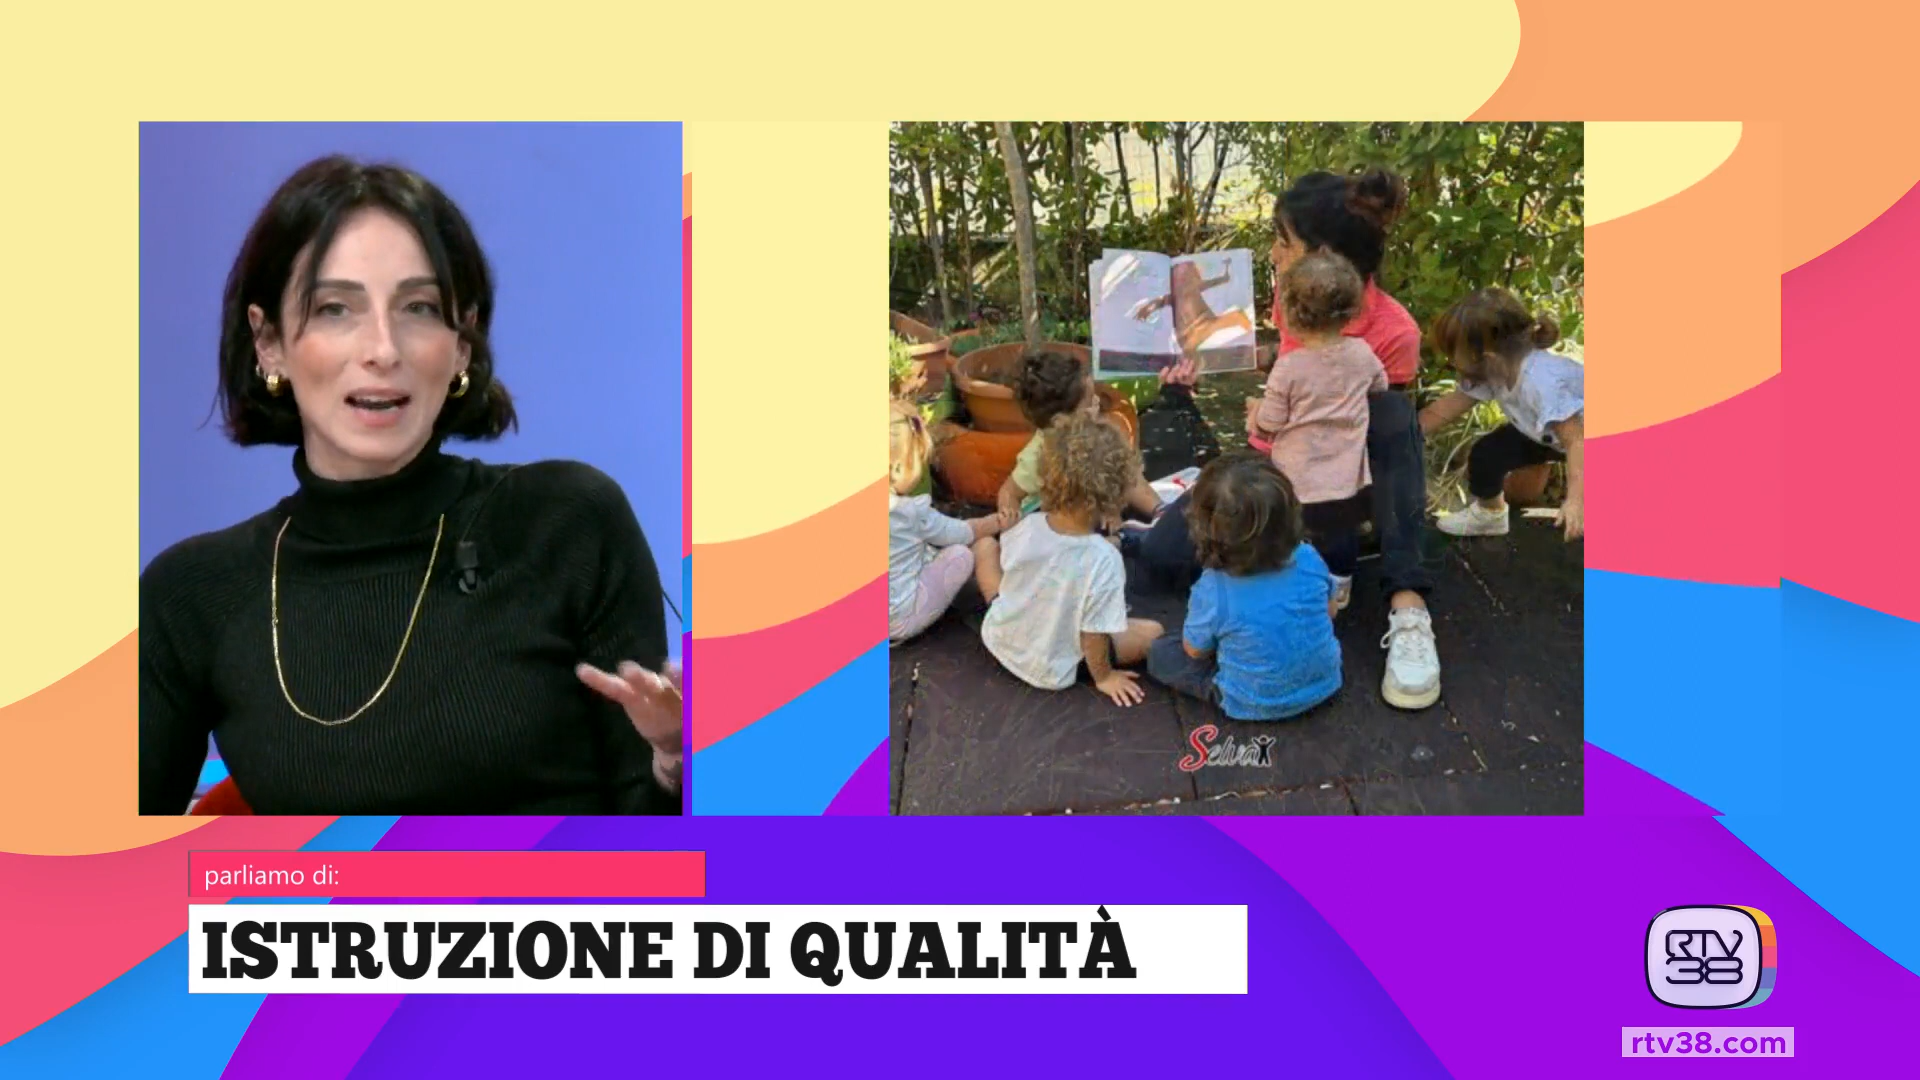 Selva
parliamo di:
ISTRUZIONE DI QUALITÀ
RTV
38
rtv38.com